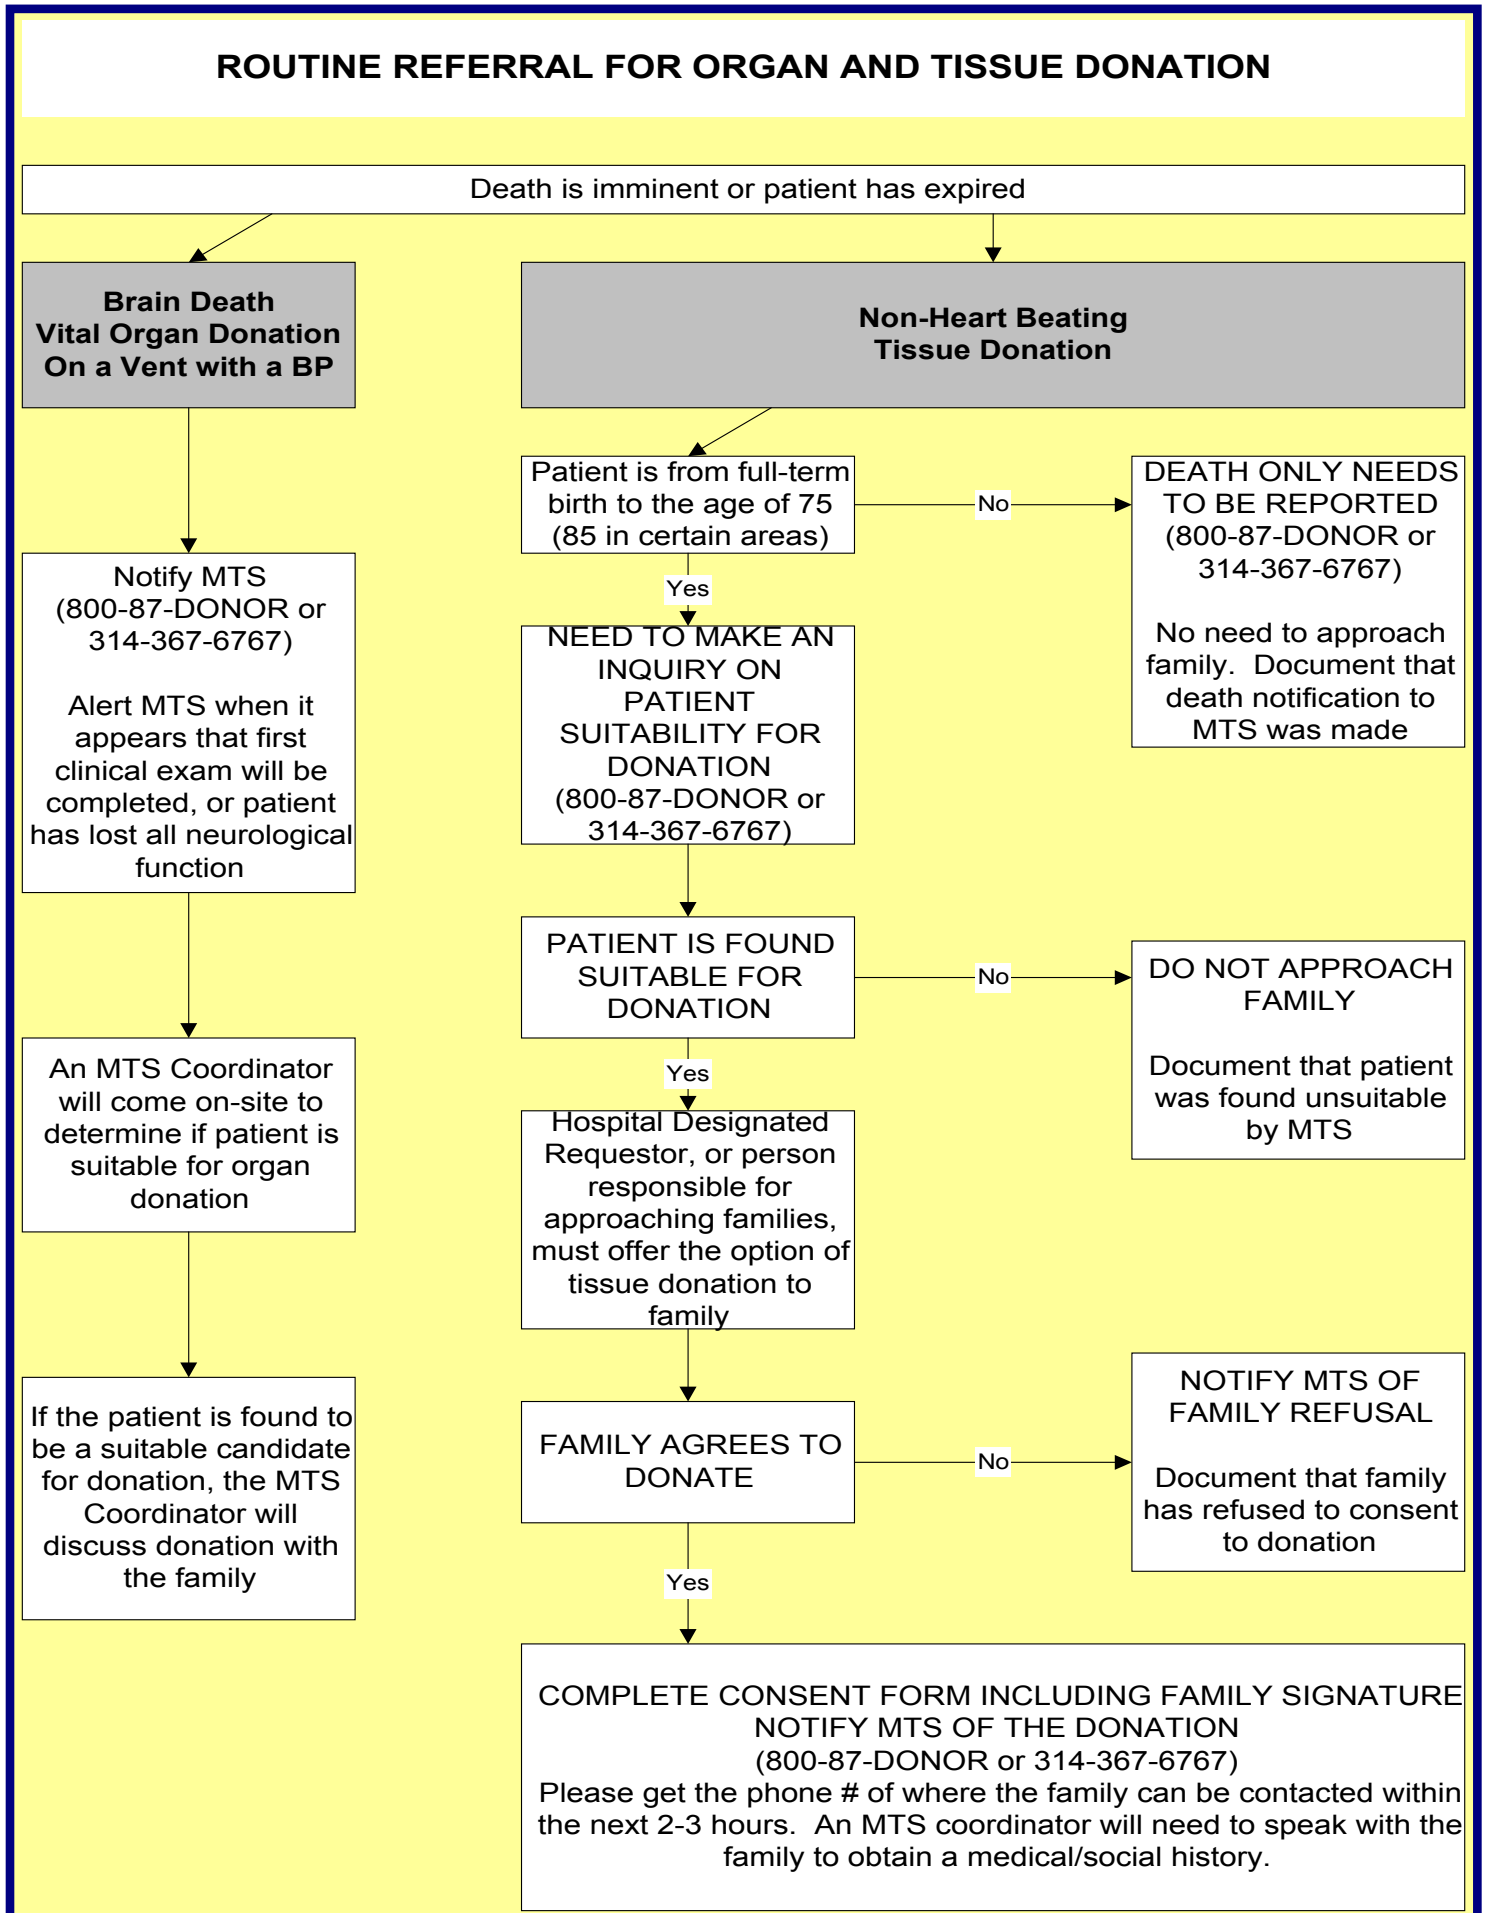 ROUTINE REFERRAL FOR ORGAN AND TISSUE DONATION
Death is imminent or patient has expired
Brain Death
Vital Organ Donation
On a Vent with a BP
Non-Heart Beating
Tissue Donation
Notify MTS
(800-87-DONOR or
314-367-6767)
Alert MTS when it
appears that first
clinical exam will be
completed, or patient
has lost all neurological
function
An MTS Coordinator
will come on-site to
determine if patient is
suitable for organ
donation
If the patient is found to
be a suitable candidate
for donation, the MTS
Coordinator will
discuss donation with
the family
Patient is from full-term
birth to the age of 75
(85 in certain areas)
No
DEATH ONLY NEEDS
TO BE REPORTED
(800-87-DONOR or
314-367-6767)
No need to approach
family.  Document that
death notification to
MTS was made
Yes
NEED TO MAKE AN
INQUIRY ON
PATIENT
SUITABILITY FOR
DONATION
(800-87-DONOR or
314-367-6767)
PATIENT IS FOUND
SUITABLE FOR
DONATION
No
DO NOT APPROACH
FAMILY
Document that patient
was found unsuitable
by MTS
Yes
Hospital Designated
Requestor, or person
responsible for
approaching families,
must offer the option of
tissue donation to
family
FAMILY AGREES TO
DONATE
No
NOTIFY MTS OF
FAMILY REFUSAL
Document that family
has refused to consent
to donation
Yes
COMPLETE CONSENT FORM INCLUDING FAMILY SIGNATURE
NOTIFY MTS OF THE DONATION
(800-87-DONOR or 314-367-6767)
Please get the phone # of where the family can be contacted within
the next 2-3 hours.  An MTS coordinator will need to speak with the
family to obtain a medical/social history.